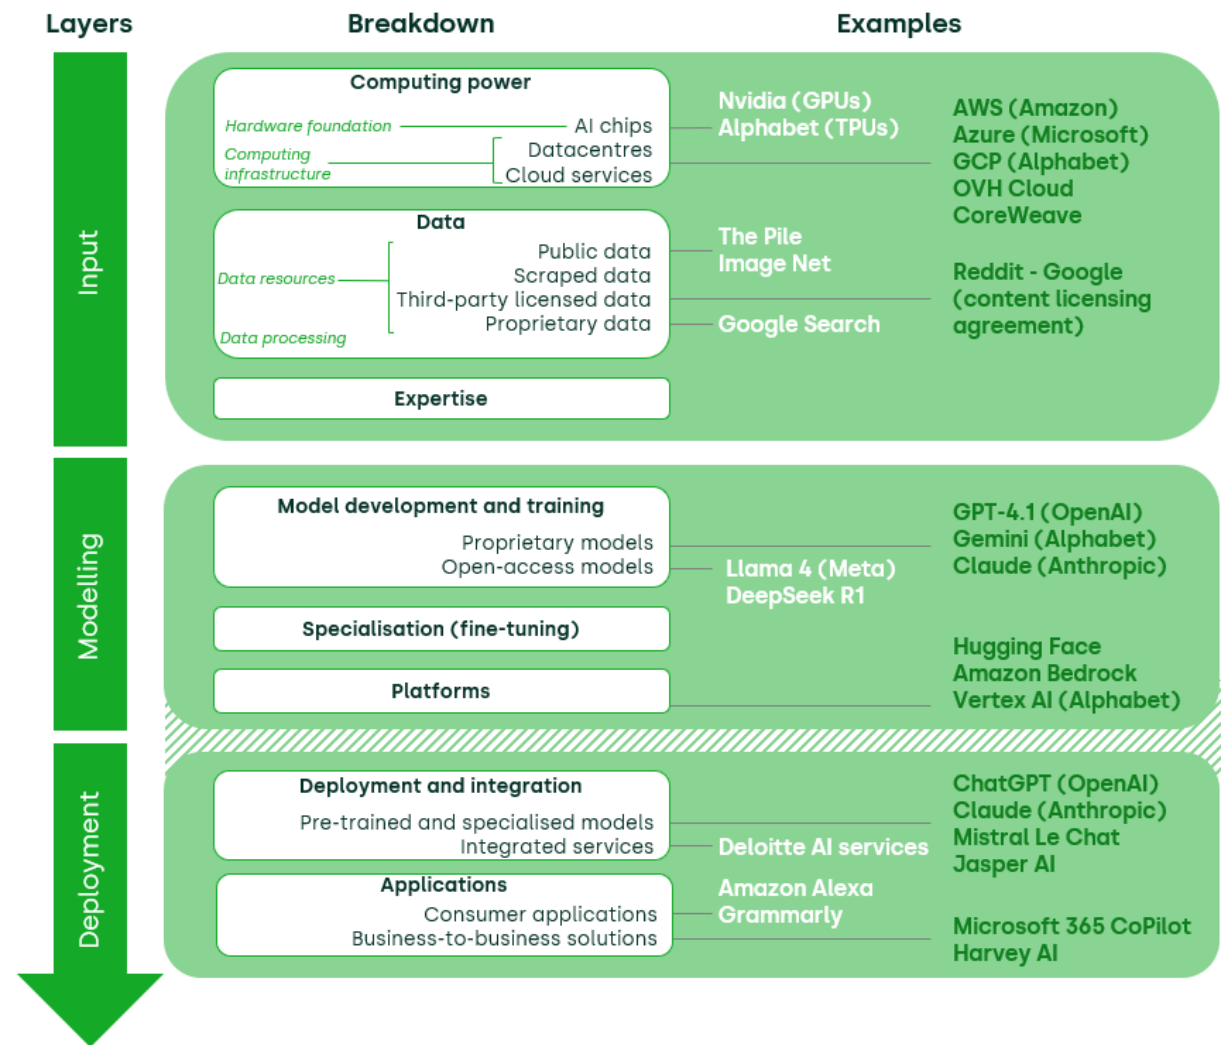 Layers
Breakdown
Examples
Input
Computing power
Hardware foundation
AI chips
Computing
infrastructure
Datacentres
Cloud services
Nvidia (GPUs)
Alphabet (TPUs)
AWS (Amazon)
Azure (Microsoft)
GCP (Alphabet)
OVH Cloud
CoreWeave
Data
Data resources
Public data
Scraped data
Third-party licensed data
Proprietary data
Data processing
The Pile
Image Net
Reddit - Google
(content licensing
agreement)
Google Search
Expertise
Modelling
Model development and training
Proprietary models
Open-access models
GPT-4.1 (OpenAI)
Gemini (Alphabet)
Claude (Anthropic)
Llama 4 (Meta)
DeepSeek R1
Specialisation (fine-tuning)
Platforms
Hugging Face
Amazon Bedrock
Vertex AI (Alphabet)
Deployment
Deployment and integration
Pre-trained and specialised models
Integrated services
ChatGPT (OpenAI)
Claude (Anthropic)
Mistral Le Chat
Jasper AI
Deloitte AI services
Applications
Consumer applications
Business-to-business solutions
Amazon Alexa
Grammarly
Microsoft 365 CoPilot
Harvey AI